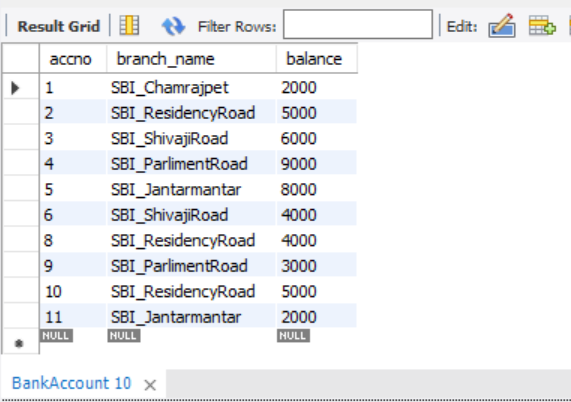 Result Grid Filter Rows: Edit:
accno branch_name balance
1 SBI_Chamrajpet 2000
2 SBI_ResidencyRoad 5000
3 SBI_ShivajiRoad 6000
4 SBI_ParlimentRoad 9000
5 SBI_Jantarmantar 8000
6 SBI_ShivajiRoad 4000
8 SBI_ResidencyRoad 4000
9 SBI_ParlimentRoad 3000
10 SBI_ResidencyRoad 5000
11 SBI_Jantarmantar 2000
NULL NULL NULL
BankAccount 10